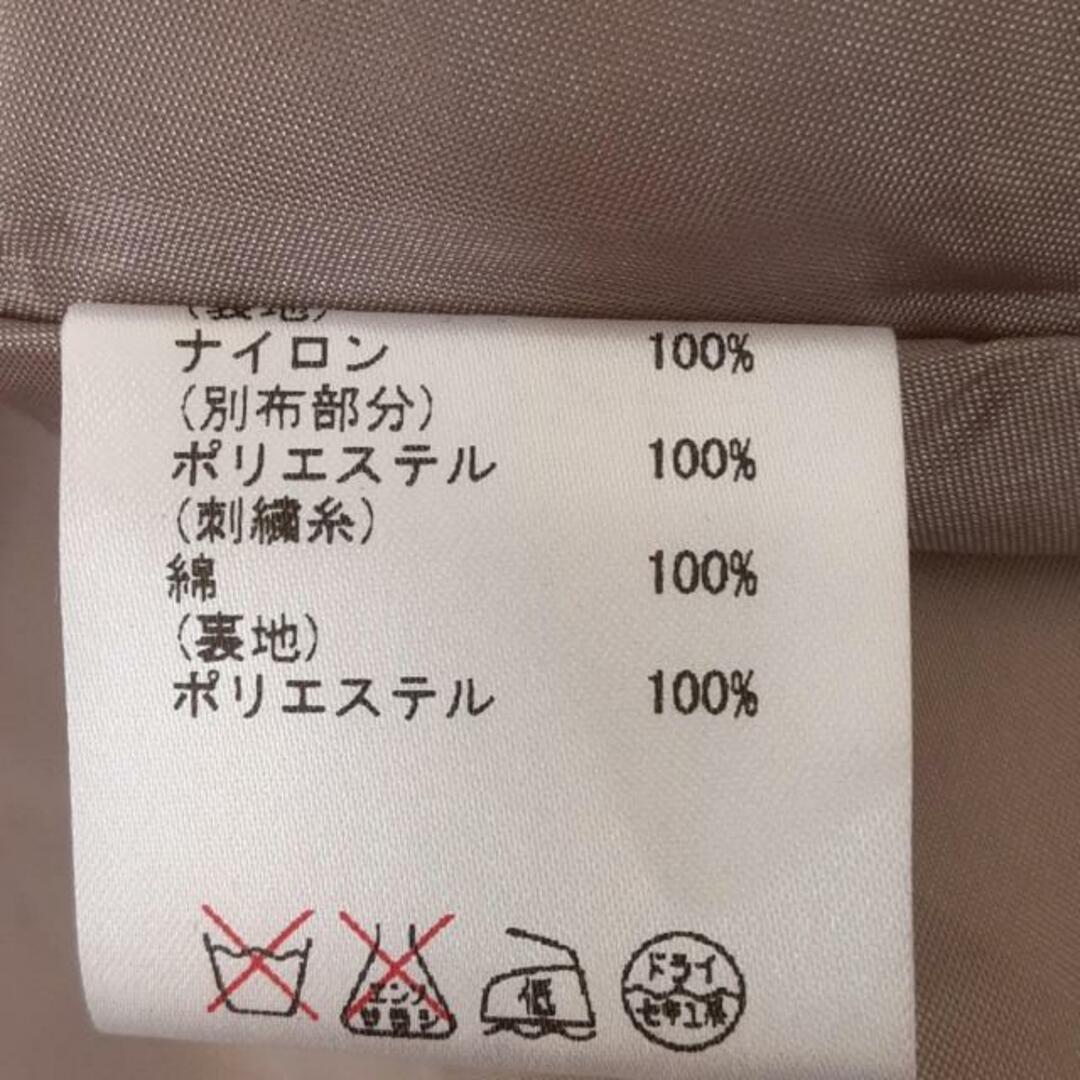 (表地)
ナイロン 100%
(別布部分)
ポリエステル 100%
(刺繍糸)
綿 100%
(裏地)
ポリエステル 100%
エンソ
サラシ
低
ドライ
セキユ系